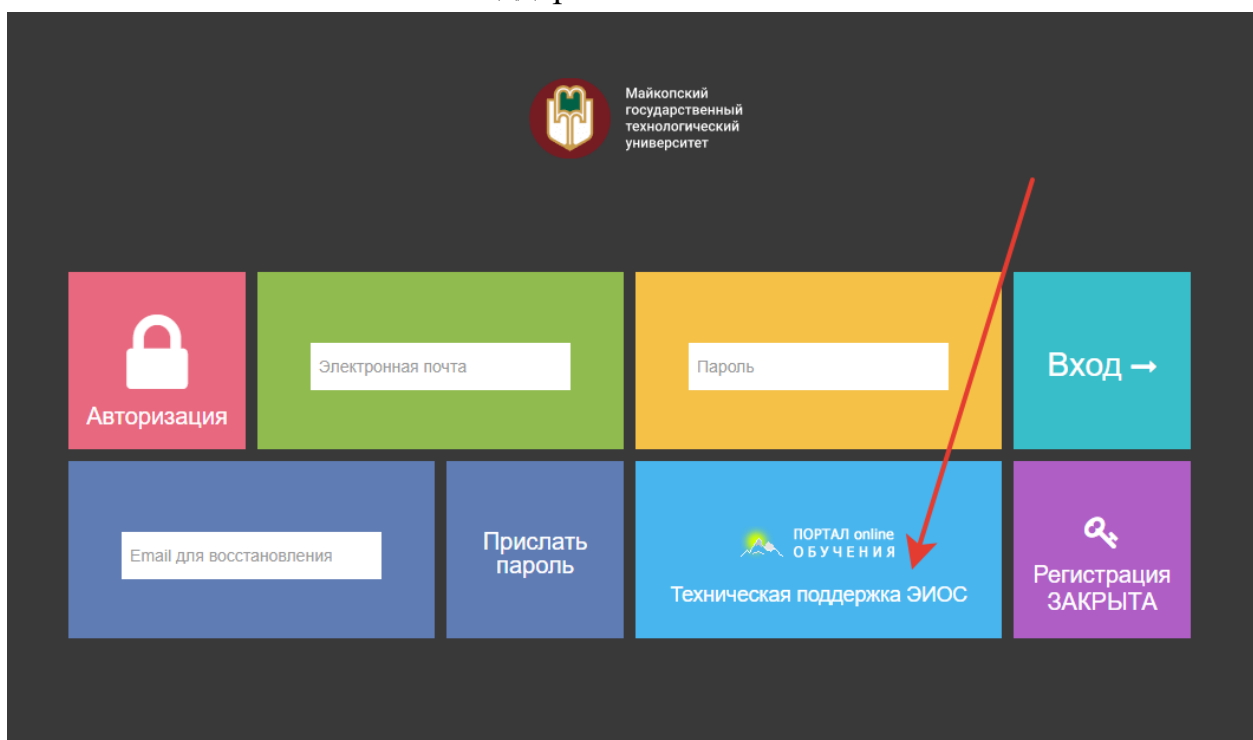 Майкопский
государственный
технологический
университет
Авторизация
Электронная почта
Пароль
Вход →
Email для восстановления
Прислать
пароль
ПОРТАЛ online
ОБУЧЕНИЯ
Техническая поддержка ЭИОС
Регистрация
ЗАКРЫТА